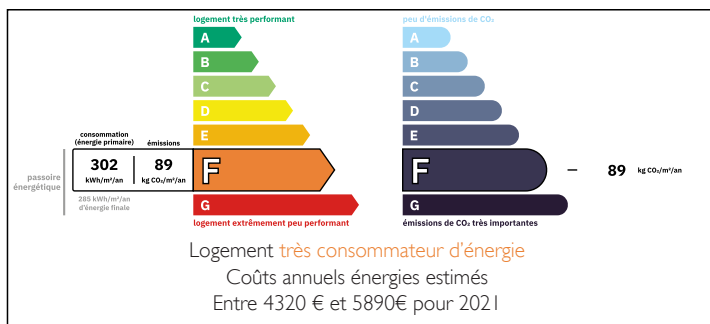 logement très performant
A
B
C
D
E
consommation
(énergie primaire)
émissions
302
kWh/m²/an
89
kg CO₂/m²/an
F
passoire
énergétique
285 kWh/m²/an
d'énergie finale
G
logement extrêmement peu performant
peu d'émissions de CO₂
A
B
C
D
E
F
89 kg CO₂/m²/an
G
émissions de CO₂ très importantes
Logement très consommateur d'énergie
Coûts annuels énergies estimés
Entre 4320 € et 5890€ pour 2021